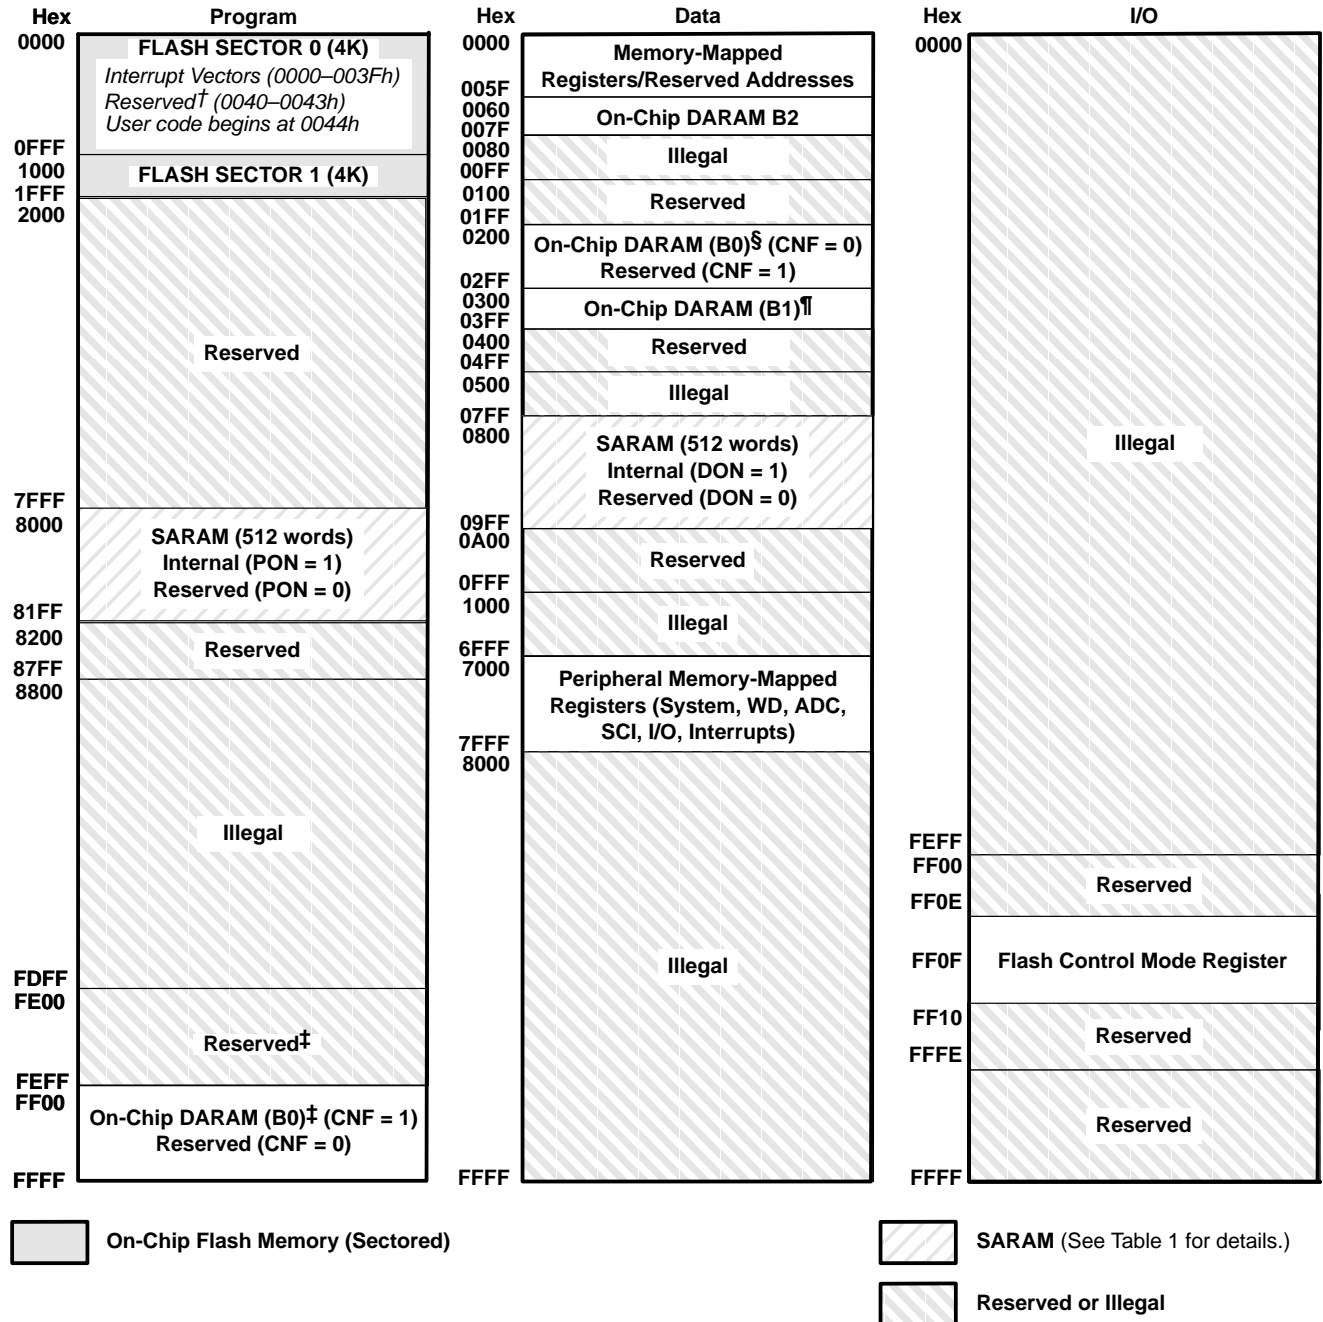 Hex Program
0000
FLASH SECTOR 0 (4K)
Interrupt Vectors (0000–003Fh)
Reserved† (0040–0043h)
User code begins at 0044h
0FFF
1000
FLASH SECTOR 1 (4K)
1FFF
2000
Reserved
7FFF
8000
SARAM (512 words)
Internal (PON = 1)
Reserved (PON = 0)
81FF
8200
Reserved
87FF
8800
Illegal
FDFF
FE00
Reserved‡
FEFF
FF00
On-Chip DARAM (B0)‡ (CNF = 1)
Reserved (CNF = 0)
FFFF
Hex Data
0000
Memory-Mapped
Registers/Reserved Addresses
005F
0060
On-Chip DARAM B2
007F
0080
Illegal
00FF
0100
Reserved
01FF
0200
On-Chip DARAM (B0)§ (CNF = 0)
Reserved (CNF = 1)
02FF
0300
On-Chip DARAM (B1)¶
03FF
0400
Reserved
04FF
0500
Illegal
07FF
0800
SARAM (512 words)
Internal (DON = 1)
Reserved (DON = 0)
09FF
0A00
Reserved
0FFF
1000
Illegal
6FFF
7000
Peripheral Memory-Mapped
Registers (System, WD, ADC,
SCI, I/O, Interrupts)
7FFF
8000
Illegal
FFFF
Hex I/O
0000
Illegal
FEFF
FF00
Reserved
FF0E
FF0F Flash Control Mode Register
FF10
Reserved
FFFE
Reserved
FFFF
On-Chip Flash Memory (Sectored)
SARAM (See Table 1 for details.)
Reserved or Illegal